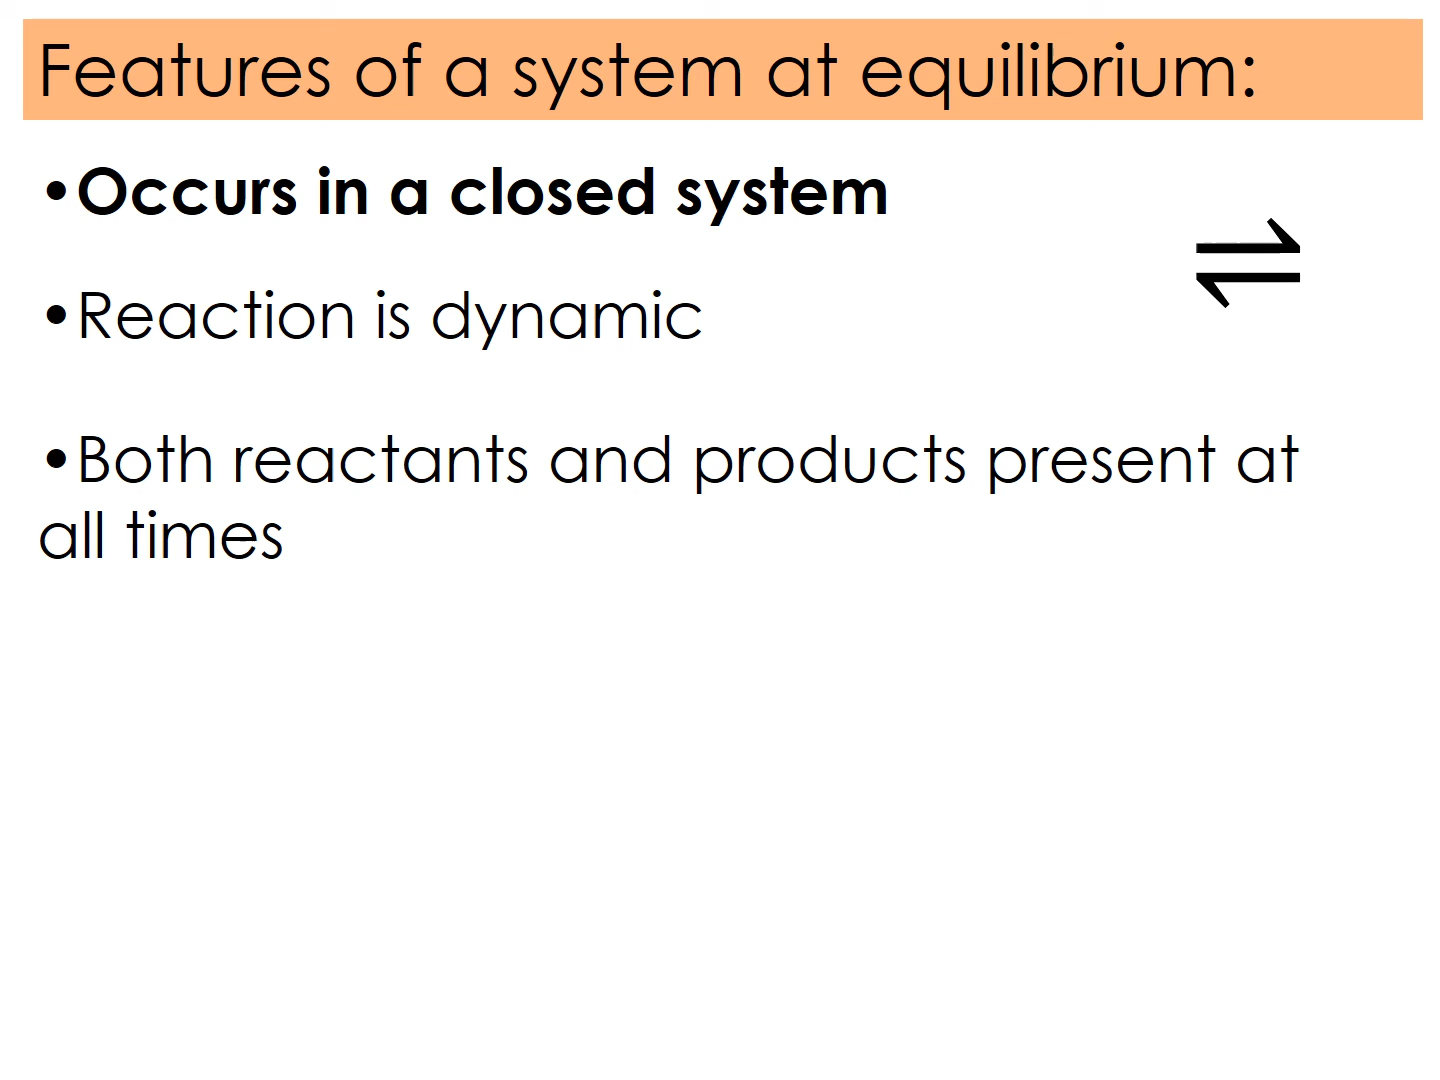 Features of a system at equilibrium:
•Occurs in a closed system
⇌
•Reaction is dynamic
•Both reactants and products present at
all times